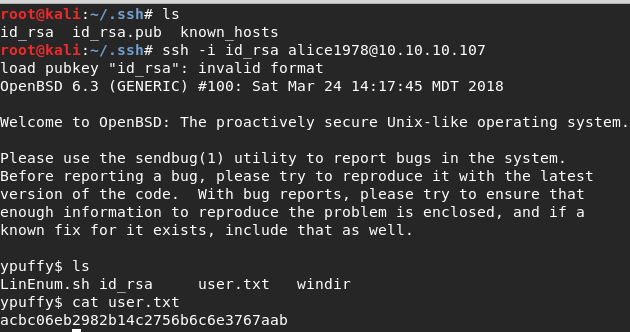 root@kali:~/.ssh# ls
id_rsa  id_rsa.pub  known_hosts
root@kali:~/.ssh# ssh -i id_rsa alice1978@10.10.10.107
load pubkey "id_rsa": invalid format
OpenBSD 6.3 (GENERIC) #100: Sat Mar 24 14:17:45 MDT 2018
Welcome to OpenBSD: The proactively secure Unix-like operating system.
Please use the sendbug(1) utility to report bugs in the system.
Before reporting a bug, please try to reproduce it with the latest
version of the code.  With bug reports, please try to ensure that
enough information to reproduce the problem is enclosed, and if a
known fix for it exists, include that as well.
ypuffy$ ls
LinEnum.sh id_rsa     user.txt   windir
ypuffy$ cat user.txt
acbc06eb2982b14c2756b6c6e3767aab